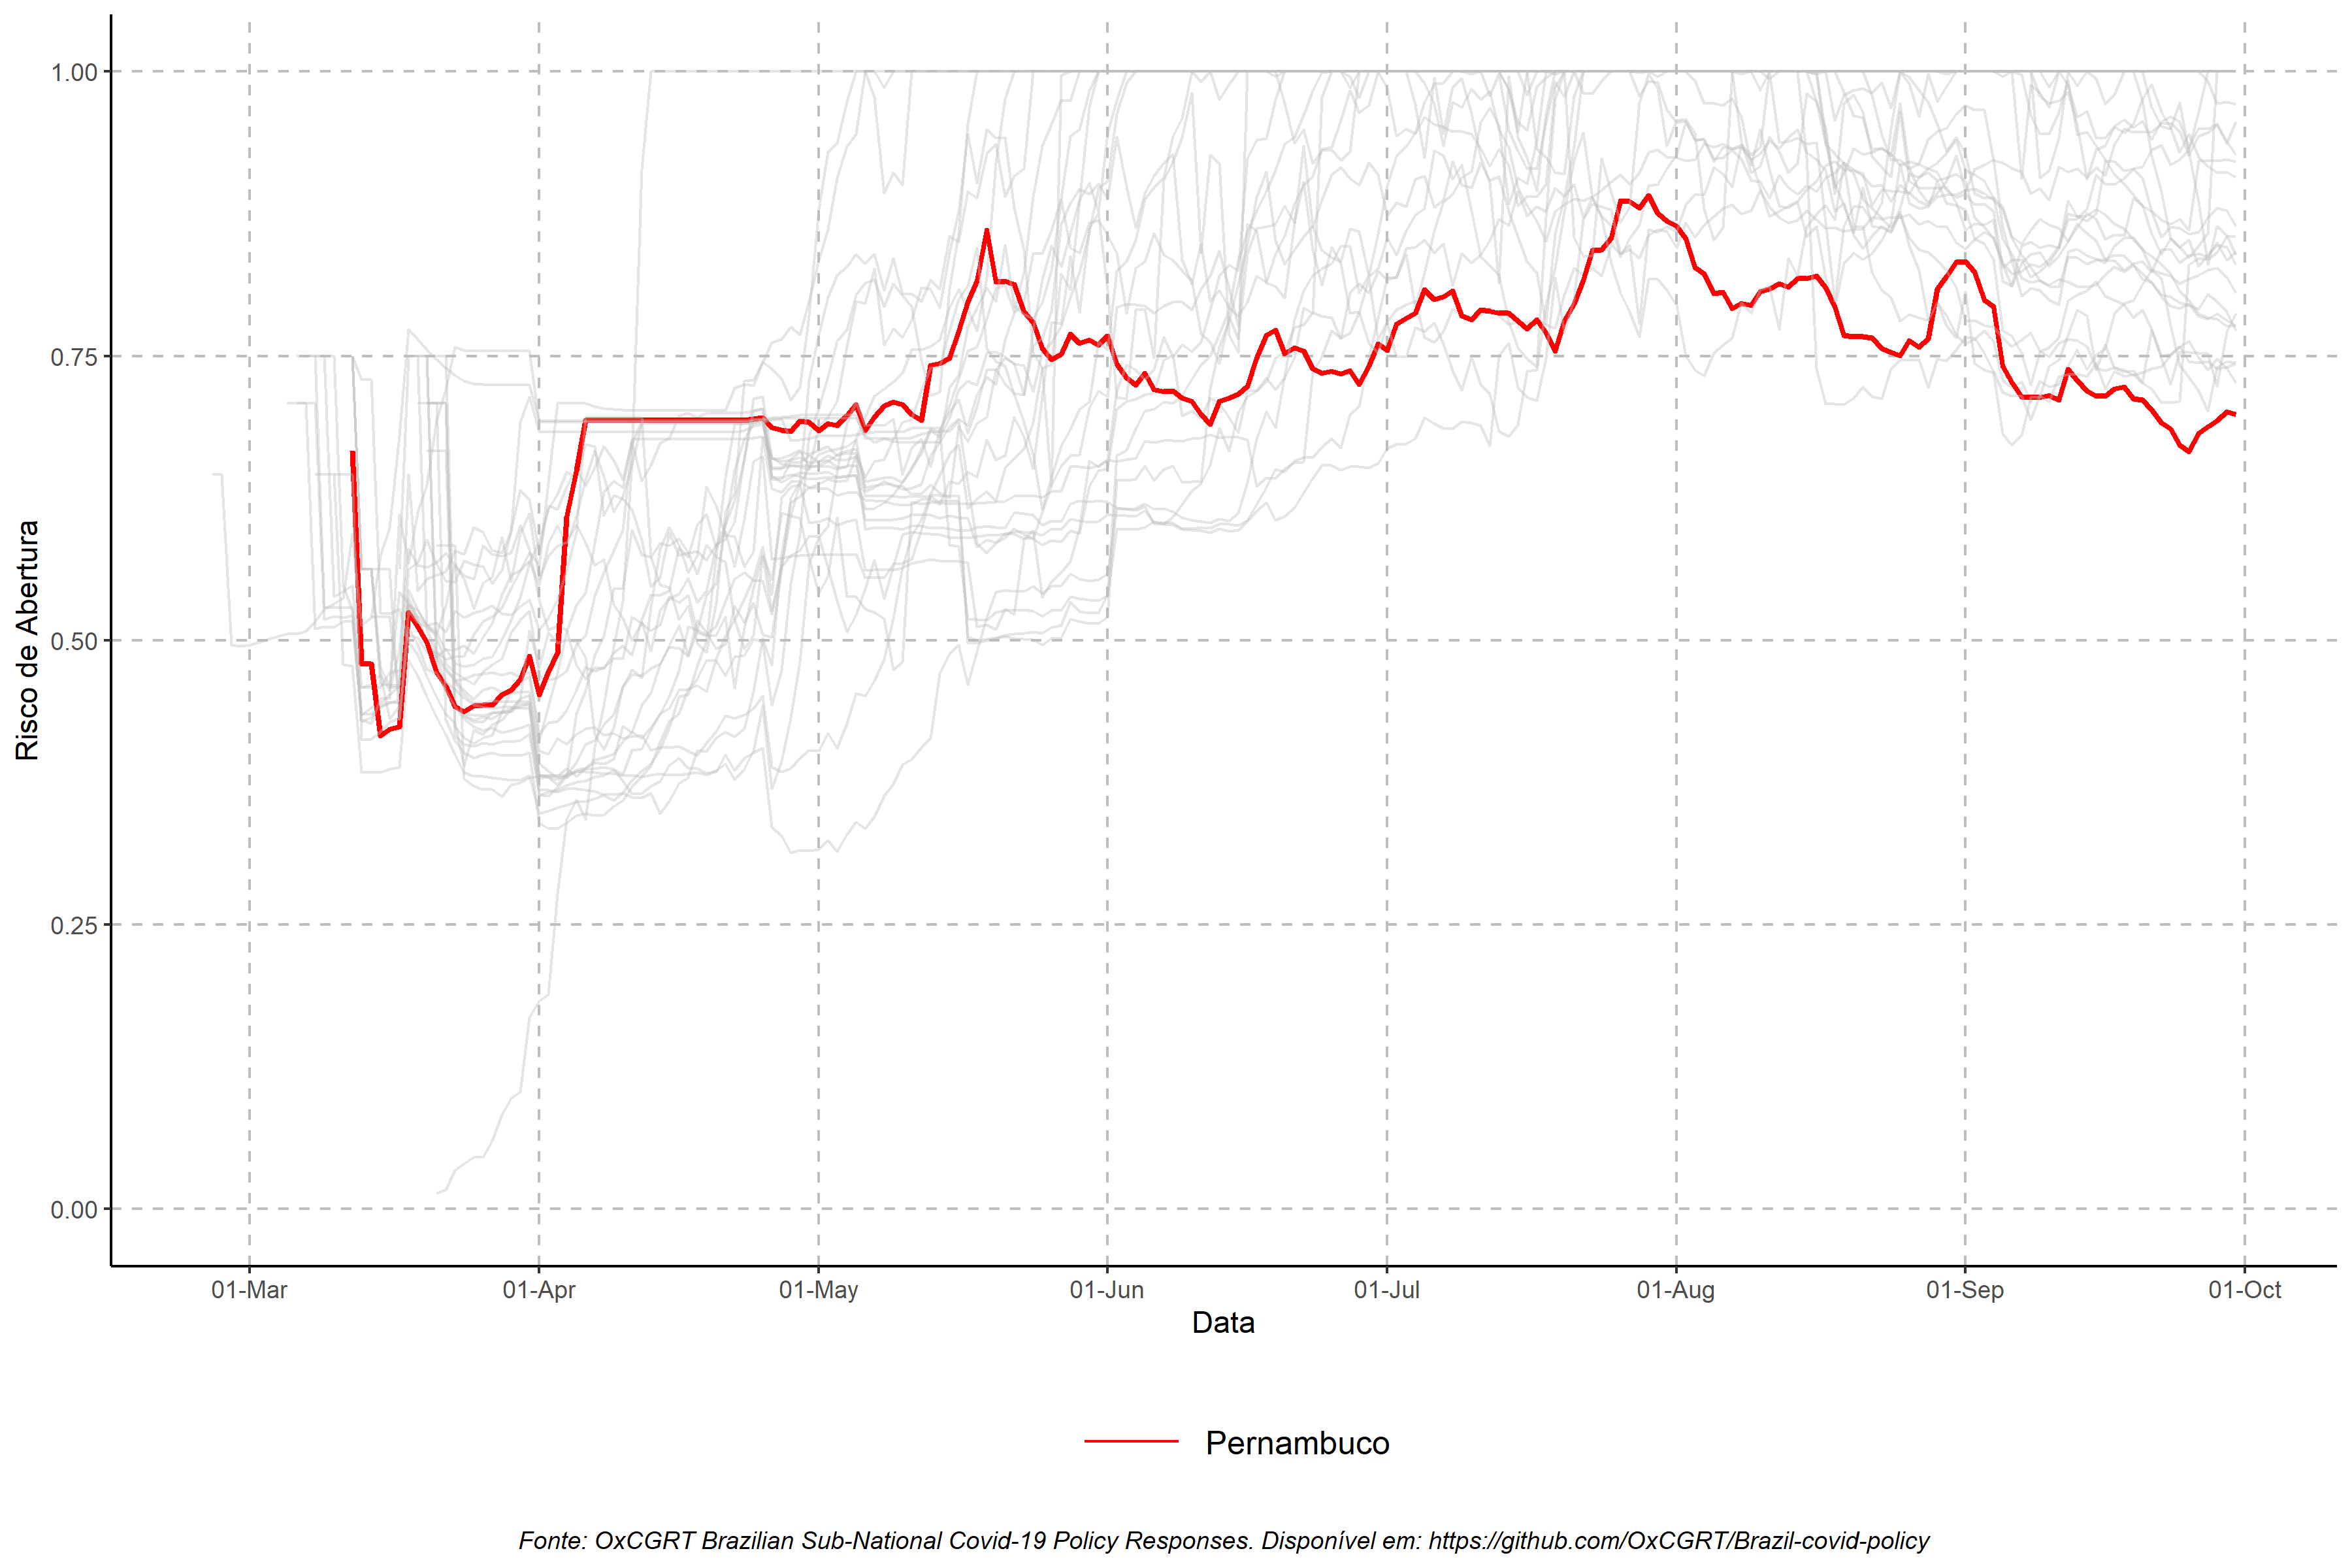 Risco de Abertura
1.00
0.75
0.50
0.25
0.00
01-Mar 01-Apr 01-May 01-Jun 01-Jul 01-Aug 01-Sep 01-Oct
Data
Pernambuco
Fonte: OxCGRT Brazilian Sub-National Covid-19 Policy Responses. Disponível em: https://github.com/OxCGRT/Brazil-covid-policy